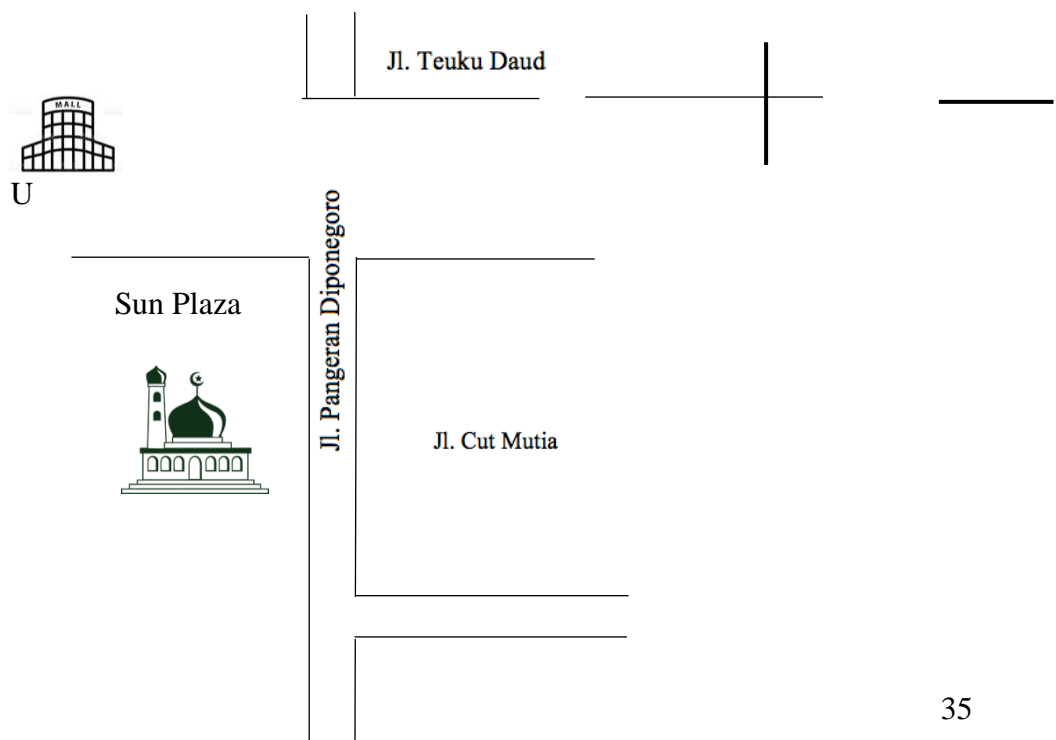 Jl. Teuku Daud
MALL
U
Jl. Pangeran Diponegoro
Sun Plaza
Jl. Cut Mutia
35